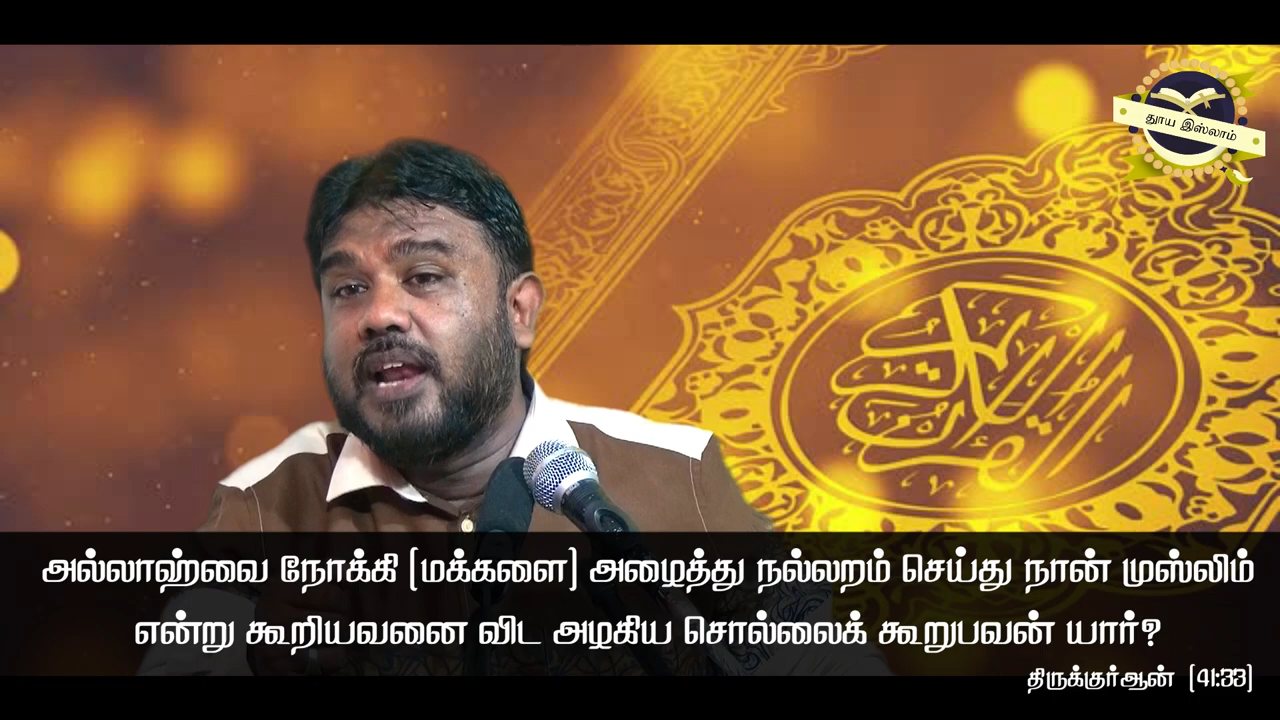 தூய இஸ்லாம்
அல்லாஹ்வை நோக்கி (மக்களை) அழைத்து நல்லறம் செய்து நான் முஸ்லிம்
என்று கூறியவனை விட அழகிய சொல்லைக் கூறுபவன் யார்?
திருக்குர்ஆன் (41:33)